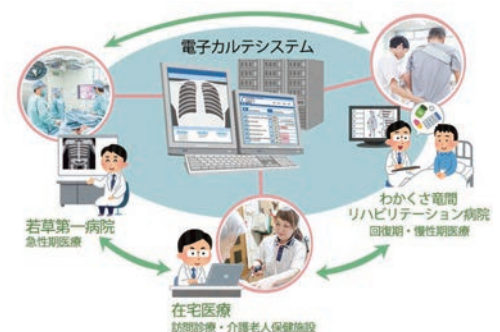 電子カルテシステム
若草第一病院
急性期医療
わかくさ竜間
リハビリテーション病院
回復期・慢性期医療
在宅医療
訪問診療・介護老人保健施設